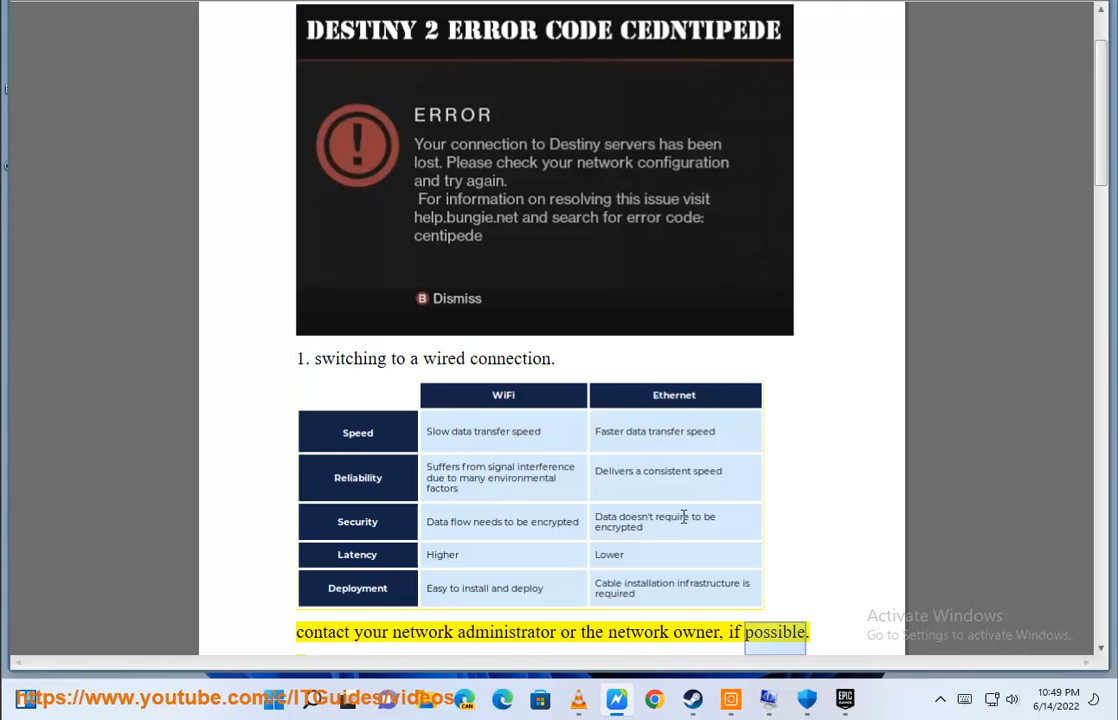 DESTINY 2 ERROR CODE CEDNTIPEDE
ERROR
Your connection to Destiny servers has been
lost. Please check your network configuration
and try again.
For information on resolving this issue visit
help.bungie.net and search for error code:
centipede
B Dismiss
1. switching to a wired connection.
WiFi Ethernet
Speed Slow data transfer speed Faster data transfer speed
Reliability Suffers from signal interference
due to many environmental
factors Delivers a consistent speed
Security Data flow needs to be encrypted Data doesn't require to be
encrypted
Latency Higher Lower
Deployment Easy to install and deploy Cable installation infrastructure is
required
contact your network administrator or the network owner, if possible.
Activate Windows
Go to Settings to activate Windows.
https://www.youtube.com/c/ITGuides/videos
CAN
EPIC
GAMES
10:49 PM
6/14/2022